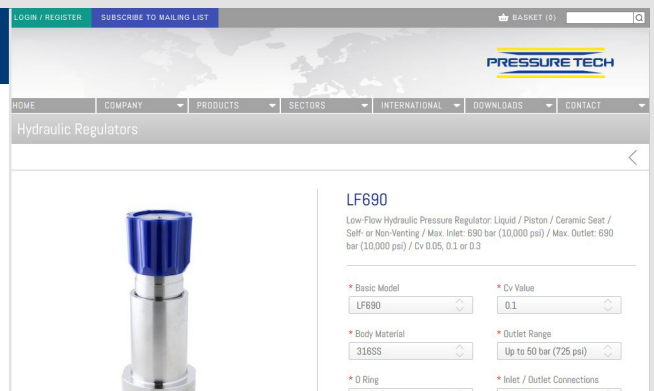 LOGIN / REGISTER
SUBSCRIBE TO MAILING LIST
BASKET (0)
PRESSURE TECH
HOME
COMPANY
PRODUCTS
SECTORS
INTERNATIONAL
DOWNLOADS
CONTACT
Hydraulic Regulators
LF690
Low-Flow Hydraulic Pressure Regulator: Liquid / Piston / Ceramic Seat /
Self- or Non-Venting / Max. Inlet: 690 bar (10,000 psi) / Max. Outlet: 690
bar (10,000 psi) / Cv 0.05, 0.1 or 0.3
* Basic Model
* Cv Value
LF690
0.1
* Body Material
* Outlet Range
316SS
Up to 50 bar (725 psi)
* O Ring
* Inlet / Outlet Connections